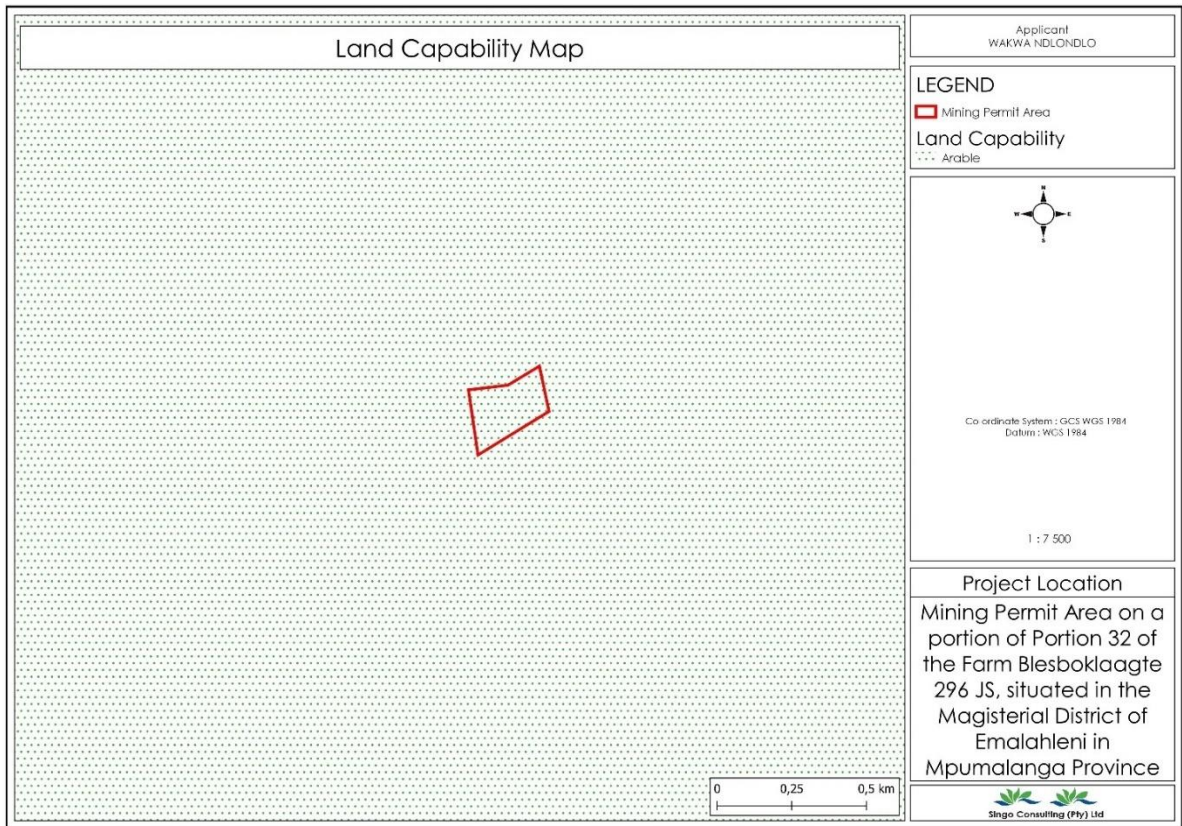 Land Capability Map
Applicant
WAKWA NDLONDLO
LEGEND
Mining Permit Area
Land Capability
Arable
N
W E
S
Co ordinate System : GCS WGS 1984
Datum : WGS 1984
1 : 7 500
Project Location
Mining Permit Area on a
portion of Portion 32 of
the Farm Blesboklaagte
296 JS, situated in the
Magisterial District of
Emalahleni in
Mpumalanga Province
0 0,25 0,5 km
Singo Consulting (Pty) Ltd